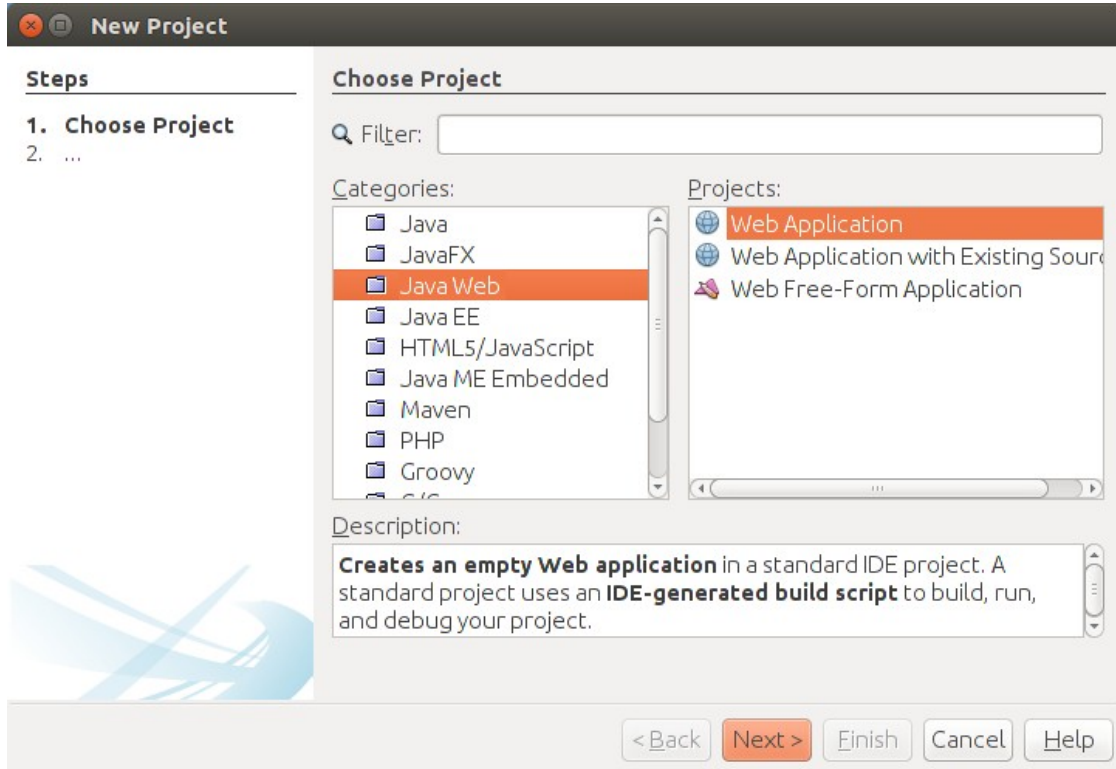 New Project
Steps
1. Choose Project
2. ...
Choose Project
Filter:
Categories:
Java
JavaFX
Java Web
Java EE
HTML5/JavaScript
Java ME Embedded
Maven
PHP
Groovy
Projects:
Web Application
Web Application with Existing Sourc
Web Free-Form Application
Description:
Creates an empty Web application in a standard IDE project. A
standard project uses an IDE-generated build script to build, run,
and debug your project.
< Back Next > Finish Cancel Help